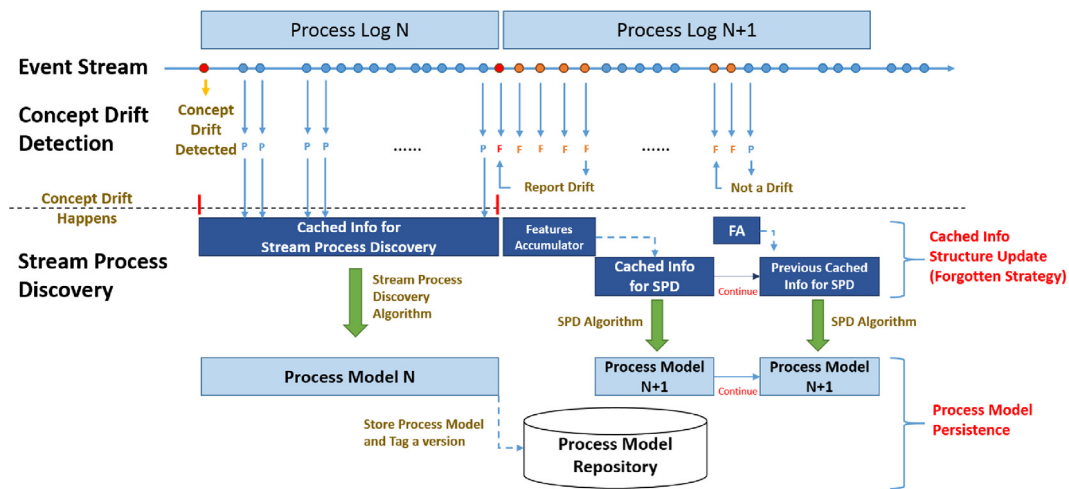 Process Log N
Process Log N+1
Event Stream
Concept Drift
Detection
Concept
Drift
Detected
P P P P ...... P F F F F F ...... F F P
Report Drift
Not a Drift
Concept Drift
Happens
Stream Process
Discovery
Cached Info for
Stream Process Discovery
Features
Accumulator
FA
Cached Info
for SPD
Continue
Previous Cached
Info for SPD
Cached Info
Structure Update
(Forgotten Strategy)
Stream Process
Discovery
Algorithm
SPD Algorithm
SPD Algorithm
Process Model N
Process Model
N+1
Continue
Process Model
N+1
Store Process Model
and Tag a version
Process Model
Repository
Process Model
Persistence